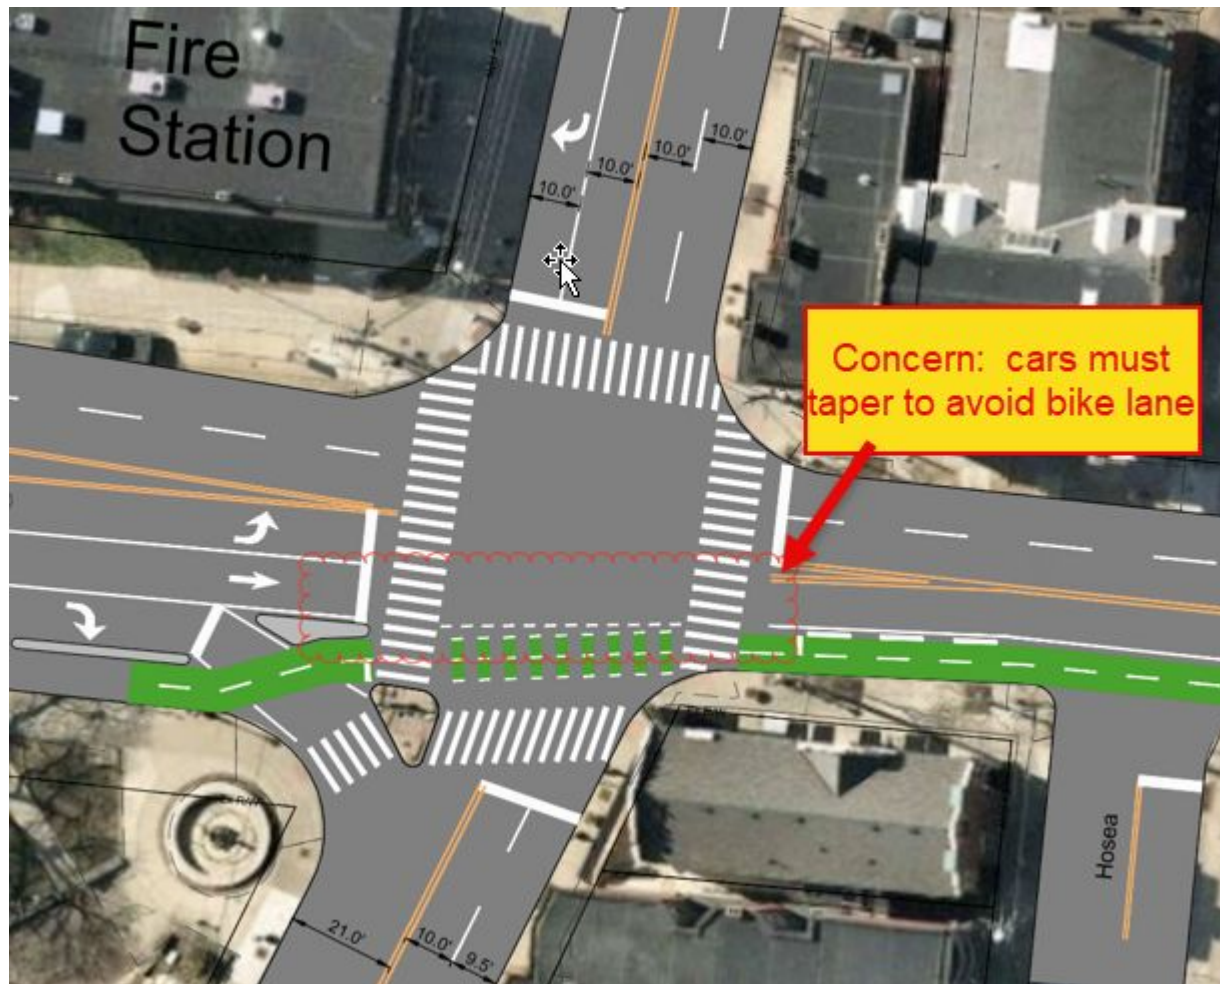 Fire
Station
10.0'
10.0'
10.0'
10.0'
Concern: cars must
taper to avoid bike lane
Hosea
21.0'
10.0'
9.5'